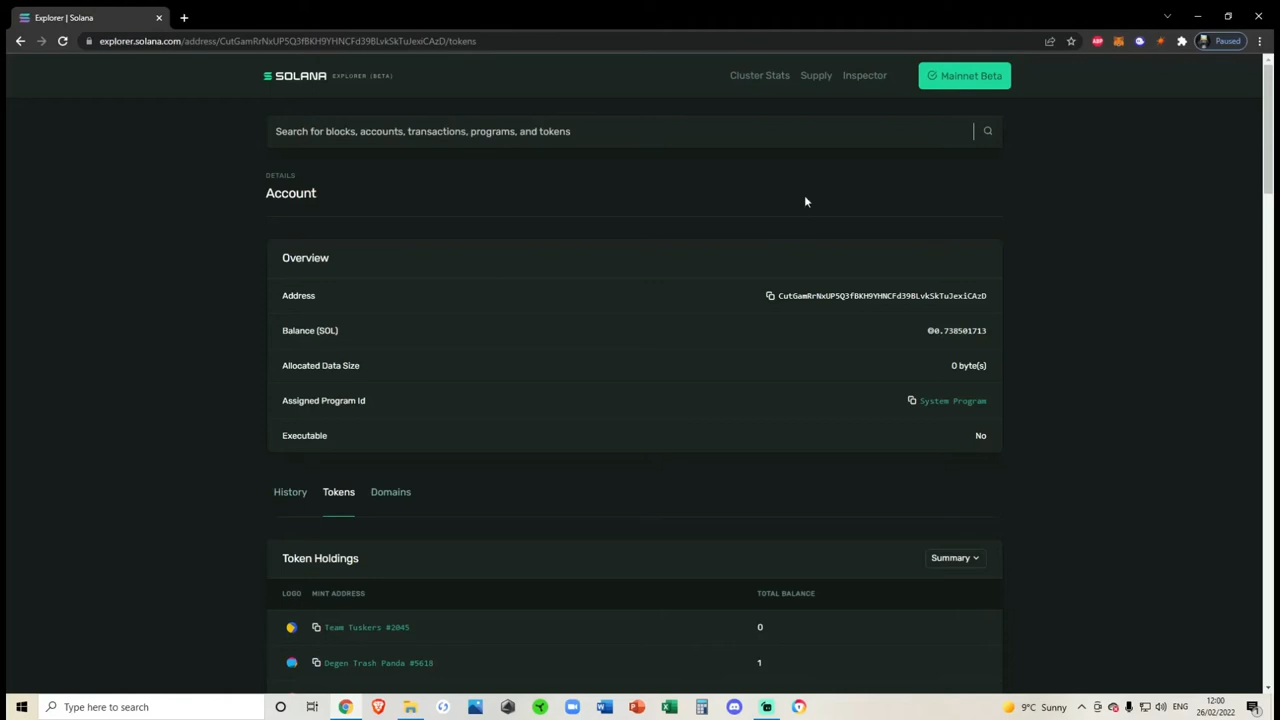 Explorer | Solana
explorer.solana.com/address/CutGamRrNxUP5Q3fBKH9YHNCFd39BLvkSkTuJexiCAzD/tokens
ABP
Paused
SOLANA EXPLORER (BETA)
Cluster Stats
Supply
Inspector
Mainnet Beta
Search for blocks, accounts, transactions, programs, and tokens
DETAILS
Account
Overview
Address
CutGamRrNxUP5Q3fBKH9YHNCFd39BLvkSkTuJexiCAzD
Balance (SOL)
◎0.738501713
Allocated Data Size
0 byte(s)
Assigned Program Id
System Program
Executable
No
History
Tokens
Domains
Token Holdings
Summary
LOGO
MINT ADDRESS
TOTAL BALANCE
Team Tuskers #2045
0
Degen Trash Panda #5618
1
Type here to search
9°C Sunny
ENG
12:00
26/02/2022